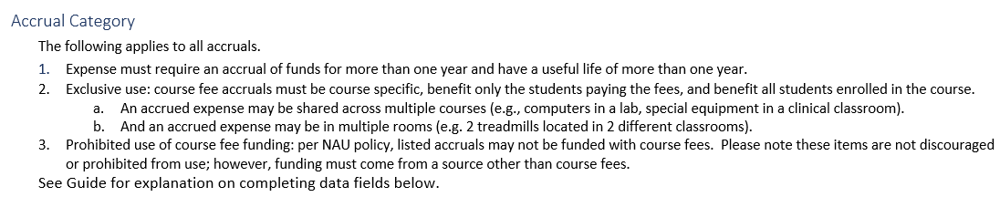 Accrual Category
The following applies to all accruals.
1. Expense must require an accrual of funds for more than one year and have a useful life of more than one year.
2. Exclusive use: course fee accruals must be course specific, benefit only the students paying the fees, and benefit all students enrolled in the course.
a. An accrued expense may be shared across multiple courses (e.g., computers in a lab, special equipment in a clinical classroom).
b. And an accrued expense may be in multiple rooms (e.g. 2 treadmills located in 2 different classrooms).
3. Prohibited use of course fee funding: per NAU policy, listed accruals may not be funded with course fees.  Please note these items are not discouraged
or prohibited from use; however, funding must come from a source other than course fees.
See Guide for explanation on completing data fields below.